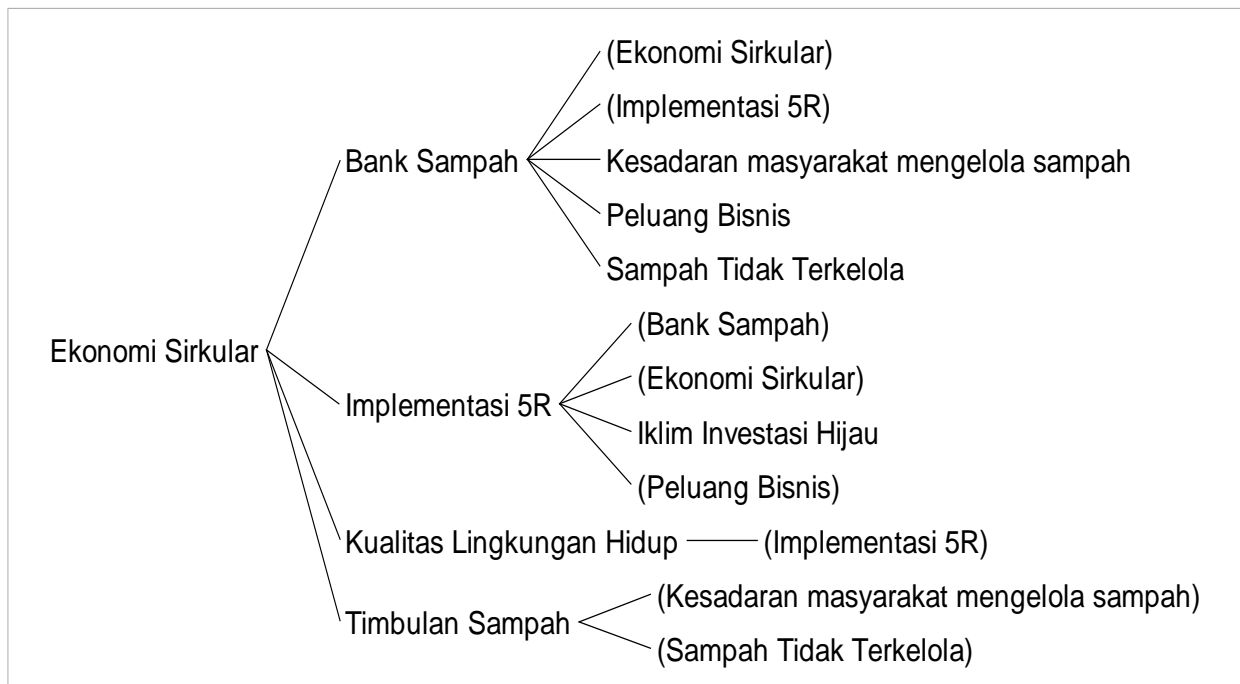 (Ekonomi Sirkular)
(Implementasi 5R)
Bank Sampah
Kesadaran masyarakat mengelola sampah
Peluang Bisnis
Sampah Tidak Terkelola
Ekonomi Sirkular
(Bank Sampah)
(Ekonomi Sirkular)
Implementasi 5R
Iklim Investasi Hijau
(Peluang Bisnis)
Kualitas Lingkungan Hidup
(Implementasi 5R)
Timbulan Sampah
(Kesadaran masyarakat mengelola sampah)
(Sampah Tidak Terkelola)